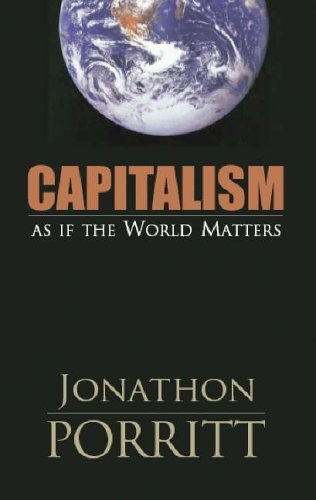 CAPITALISM
AS IF THE WORLD MATTERS
JONATHON
PORRITT